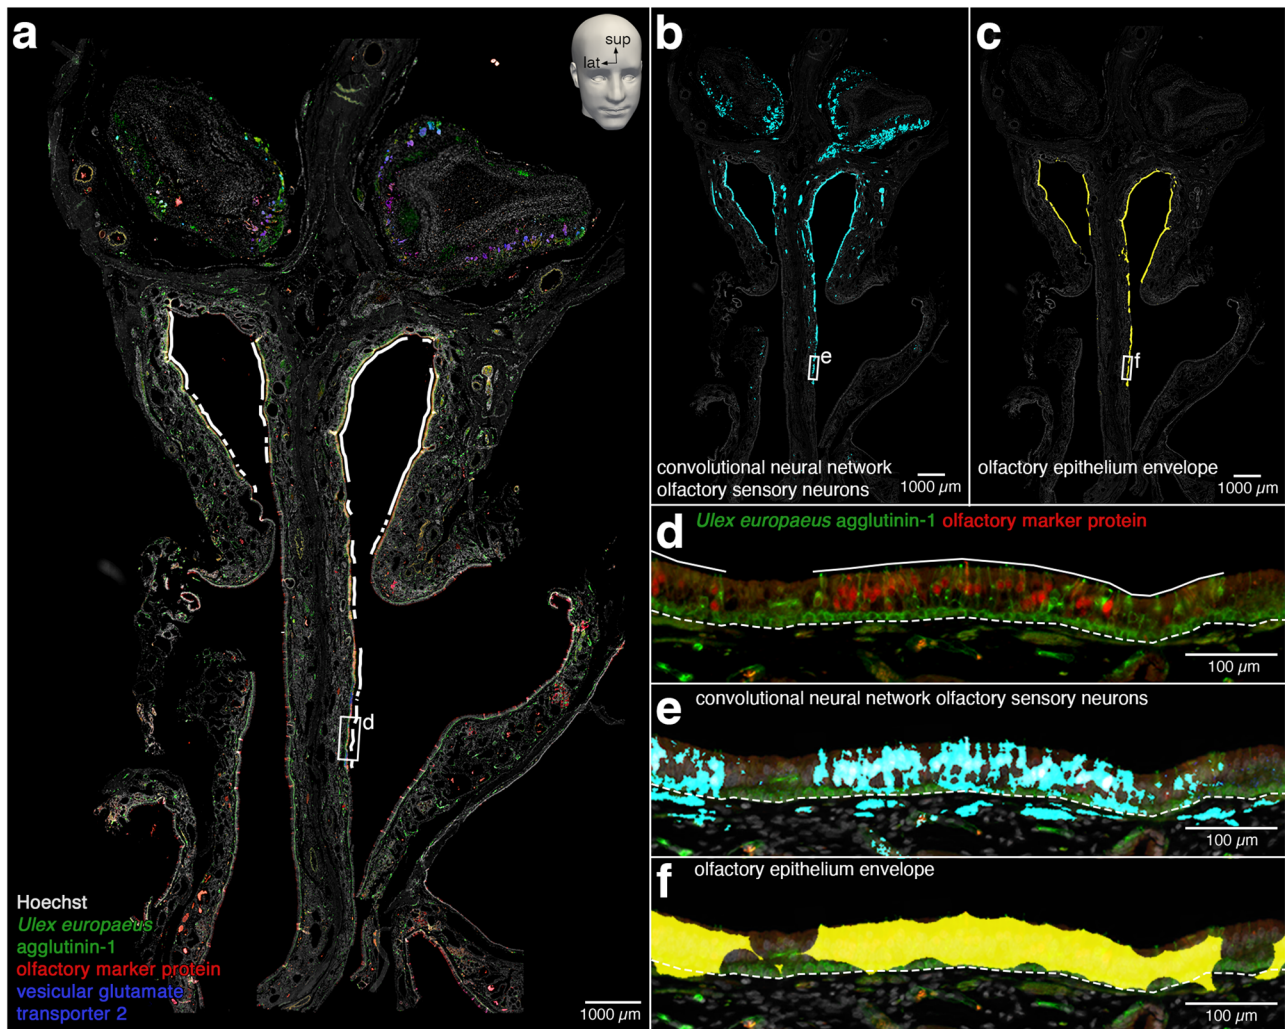 a
sup
lat
d
Hoechst
Ulex europaeus
agglutinin-1
olfactory marker protein
vesicular glutamate
transporter 2
1000 µm
b
e
convolutional neural network
olfactory sensory neurons
1000 µm
c
f
olfactory epithelium envelope
1000 µm
d
Ulex europaeus agglutinin-1 olfactory marker protein
100 µm
e
convolutional neural network olfactory sensory neurons
100 µm
f
olfactory epithelium envelope
100 µm